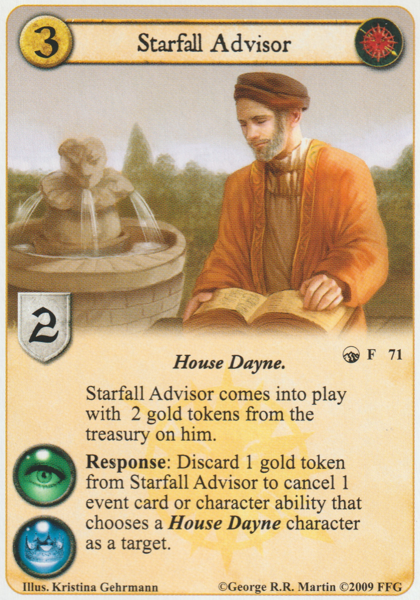 3
Starfall Advisor
2
House Dayne.
F 71
Starfall Advisor comes into play
with 2 gold tokens from the
treasury on him.
Response: Discard 1 gold token
from Starfall Advisor to cancel 1
event card or character ability that
chooses a House Dayne character
as a target.
Illus. Kristina Gehrmann
©George R.R. Martin ©2009 FFG